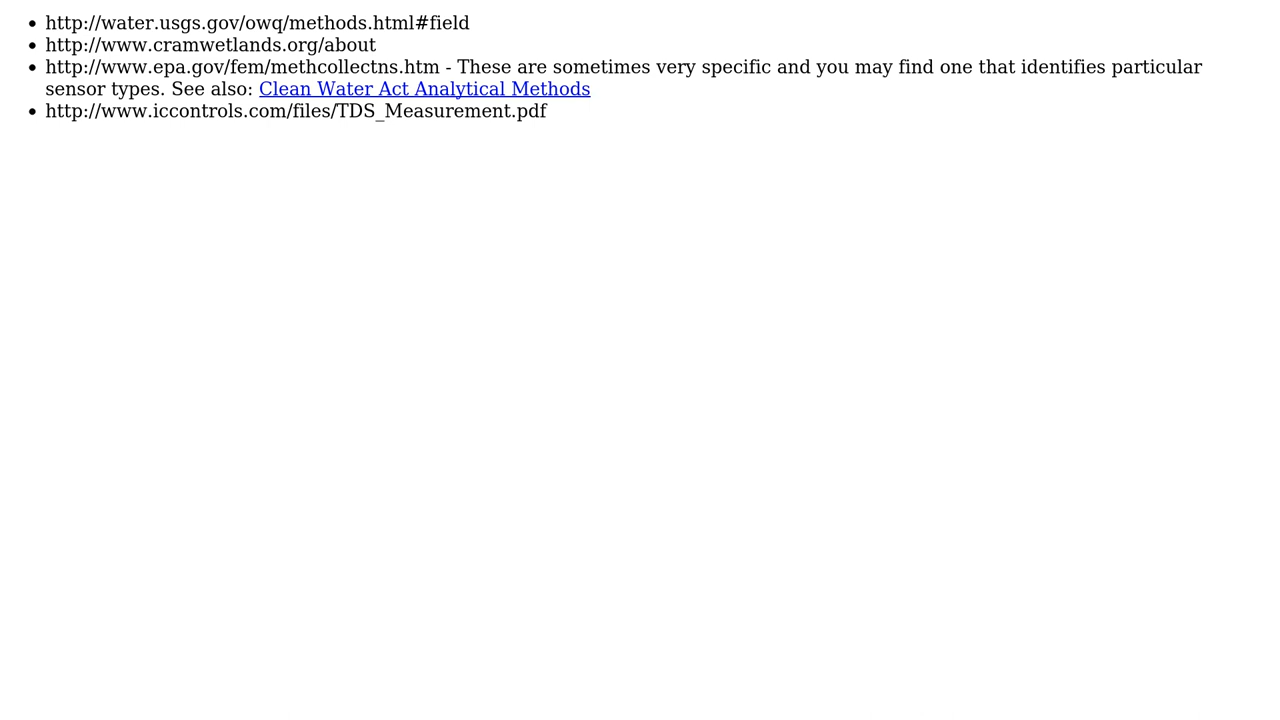 • http://water.usgs.gov/owq/methods.html#field
• http://www.cramwetlands.org/about
• http://www.epa.gov/fem/methcollectns.htm - These are sometimes very specific and you may find one that identifies particular
sensor types. See also: Clean Water Act Analytical Methods
• http://www.iccontrols.com/files/TDS_Measurement.pdf